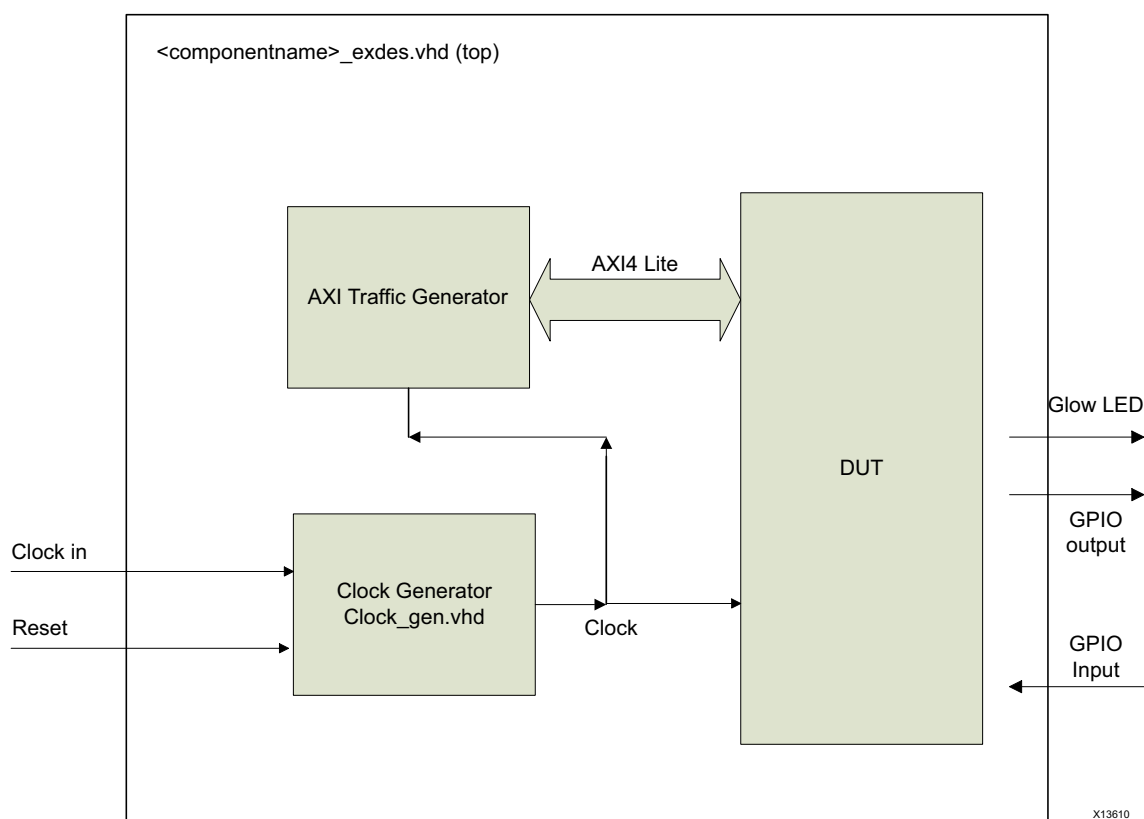 <componentname>_exdes.vhd (top)
AXI Traffic Generator
AXI4 Lite
DUT
Glow LED
GPIO
output
GPIO
Input
Clock in
Reset
Clock Generator
Clock_gen.vhd
Clock
X13610